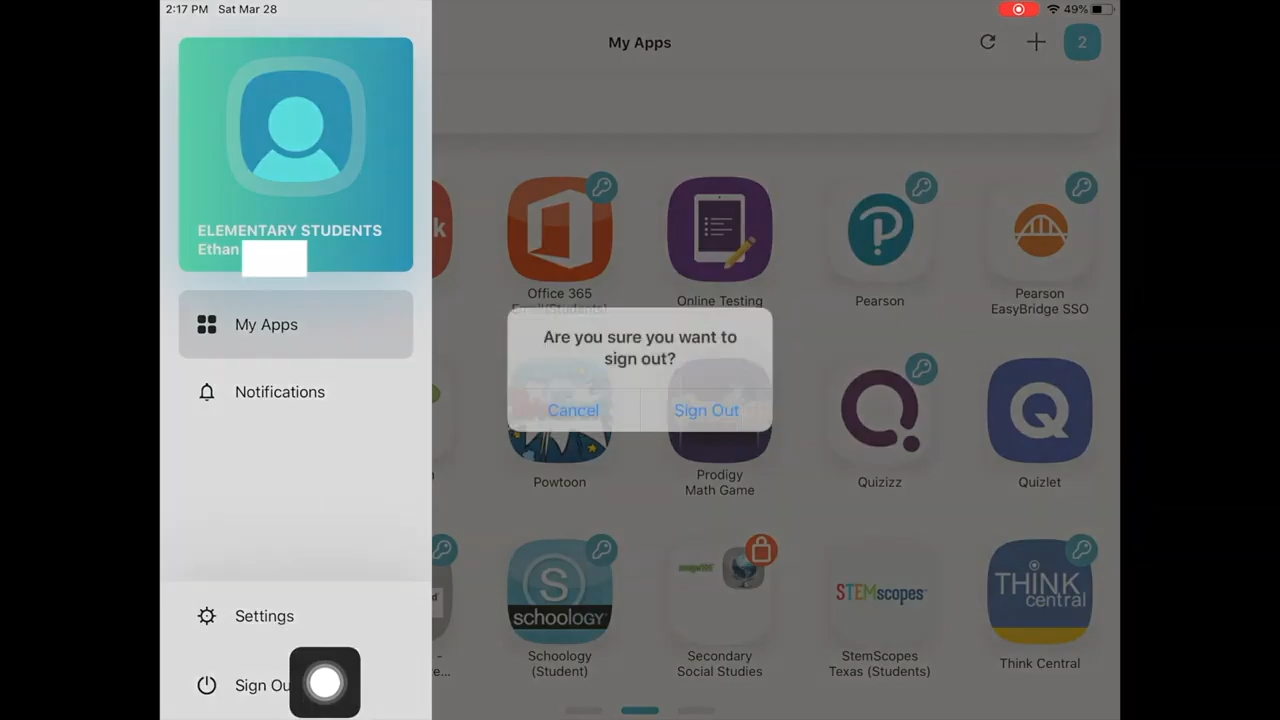 2:17 PM Sat Mar 28
49%
ELEMENTARY STUDENTS
Ethan
My Apps
Notifications
Settings
Sign Ou
My Apps
2
k
Office 365
Email(Students)
Online Testing
Pearson
Pearson
EasyBridge SSO
Are you sure you want to
sign out?
Cancel
Sign Out
Powtoon
Prodigy
Math Game
Quizizz
Q
Quizlet
S
schoology
Schoology
(Student)
Secondary
Social Studies
STEMscopes
StemScopes
Texas (Students)
THINK
central
Think Central